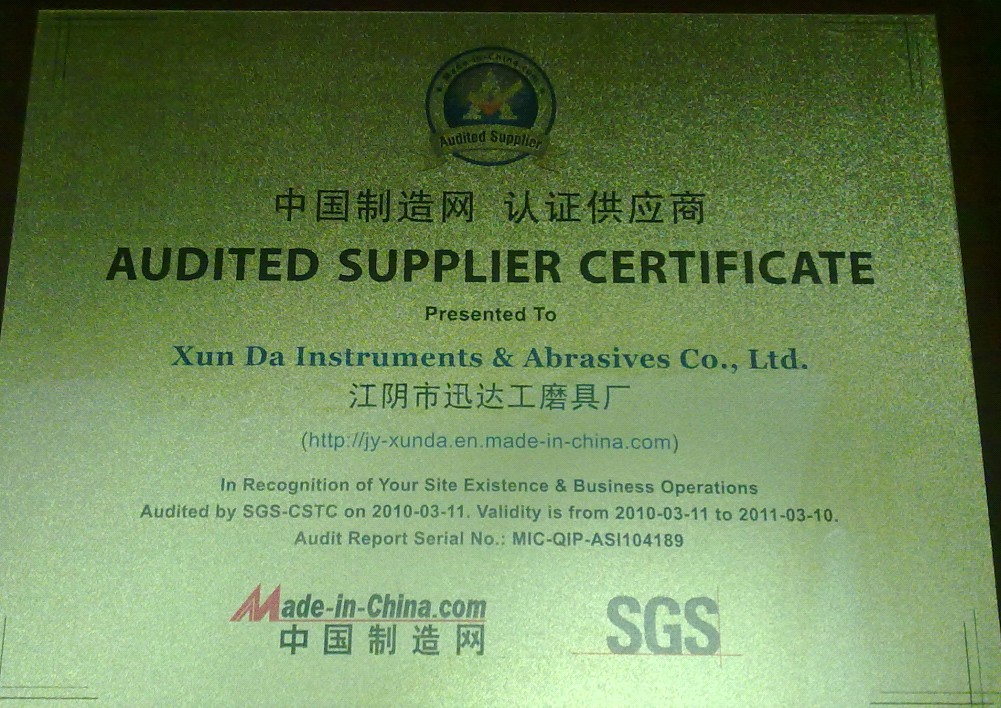 Made-in-China.com
Audited Supplier
中国制造网 认证供应商
AUDITED SUPPLIER CERTIFICATE
Presented To
Xun Da Instruments & Abrasives Co., Ltd.
江阴市迅达工磨具厂
(http://jy-xunda.en.made-in-china.com)
In Recognition of Your Site Existence & Business Operations
Audited by SGS-CSTC on 2010-03-11. Validity is from 2010-03-11 to 2011-03-10.
Audit Report Serial No.: MIC-QIP-ASI104189
Made-in-China.com
中国制造网
SGS